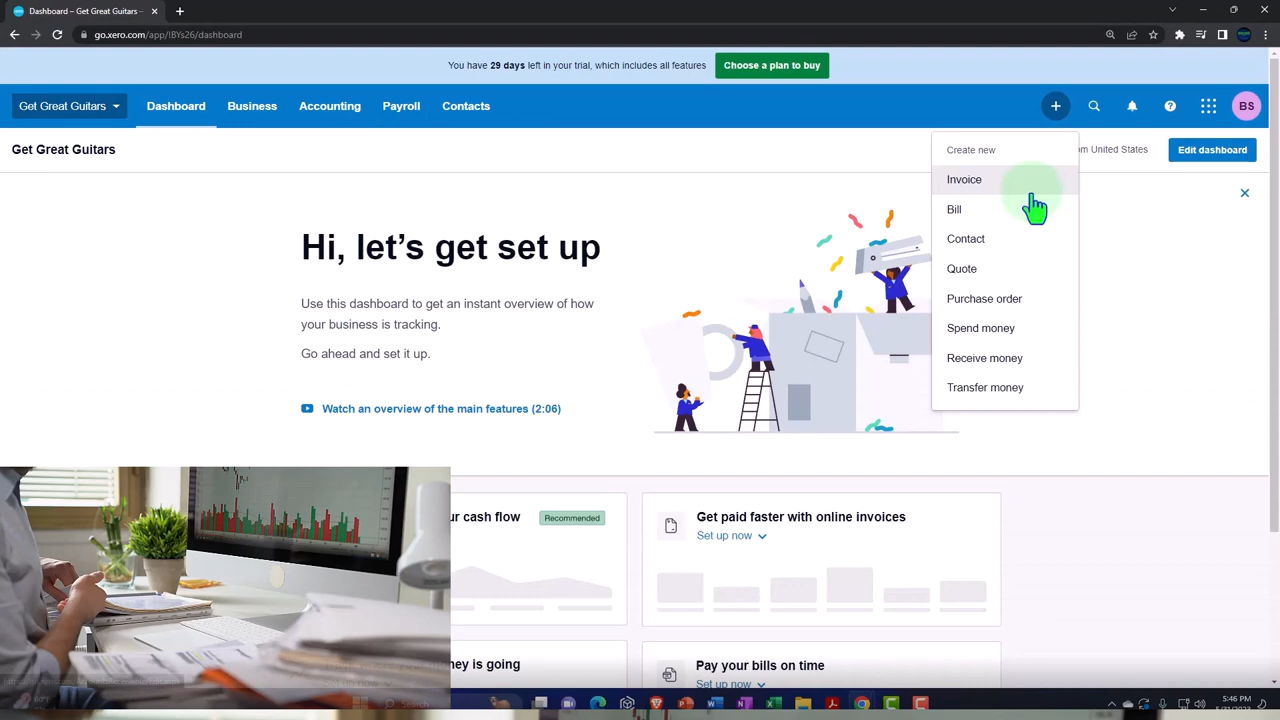 Dashboard – Get Great Guitars –
go.xero.com/app/!BYs26/dashboard
You have 29 days left in your trial, which includes all features
Choose a plan to buy
Get Great Guitars
Dashboard
Business
Accounting
Payroll
Contacts
BS
Get Great Guitars
om United States
Edit dashboard
Create new
Invoice
Bill
Contact
Quote
Purchase order
Spend money
Receive money
Transfer money
Hi, let's get set up
Use this dashboard to get an instant overview of how
your business is tracking.
Go ahead and set it up.
Watch an overview of the main features (2:06)
ur cash flow
Recommended
Get paid faster with online invoices
Set up now
ney is going
Pay your bills on time
Set up now
Search
5:46 PM
5/31/2023